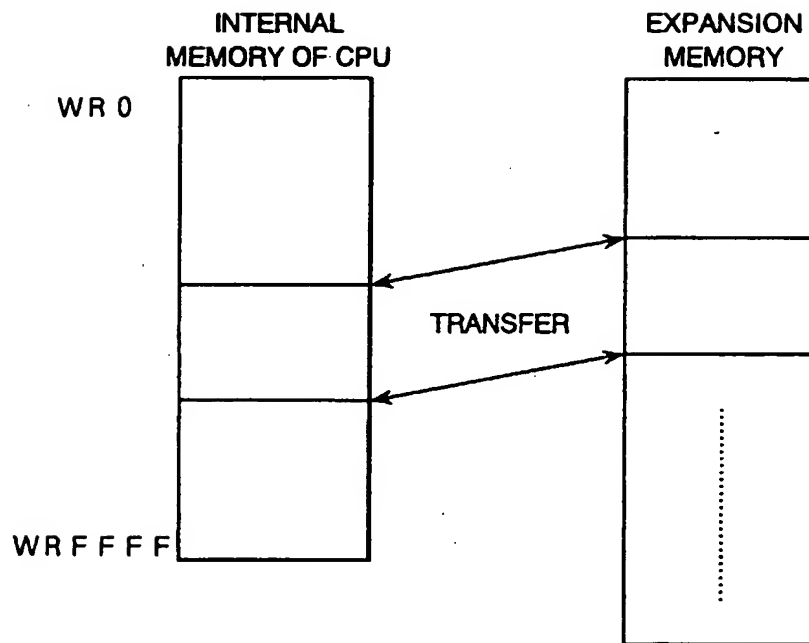 INTERNAL
MEMORY OF CPU
EXPANSION
MEMORY
WR 0
TRANSFER
WR F F F F